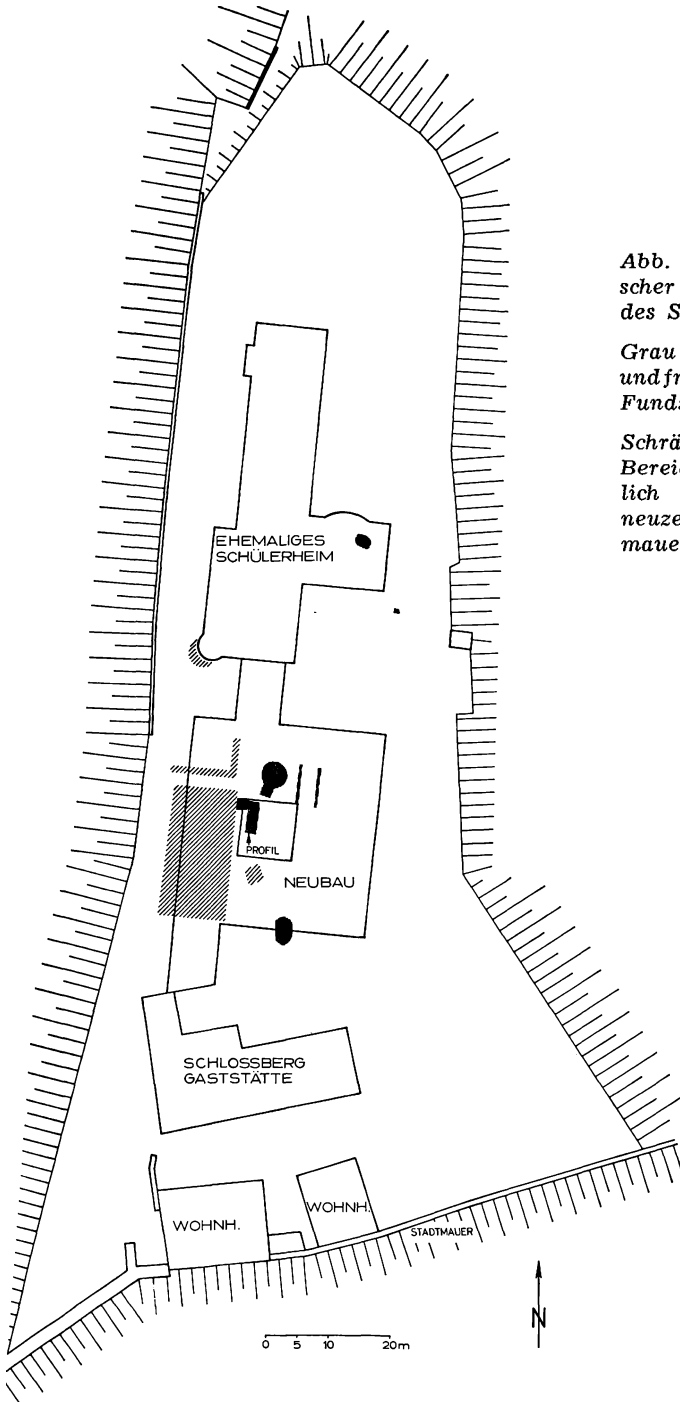 Abb.
scher
des S
Grau
und fr
Funds
Schrä
Bereic
lich
neuze
maue
EHEMALIGES
SCHÜLERHEIM
PROFIL
NEUBAU
SCHLOSSBERG
GASTSTÄTTE
WOHNH.
WOHNH.
STADTMAUER
0 5 10 20m
N